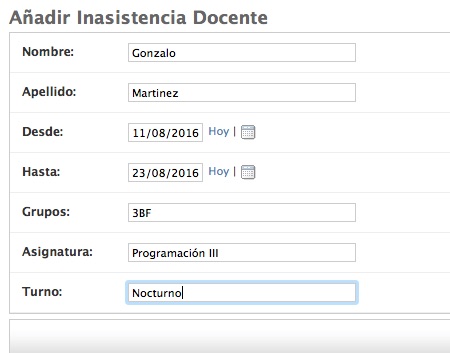 Añadir Inasistencia Docente
Nombre: Gonzalo
Apellido: Martinez
Desde: 11/08/2016 Hoy |
Hasta: 23/08/2016 Hoy |
Grupos: 3BF
Asignatura: Programación III
Turno: Nocturno